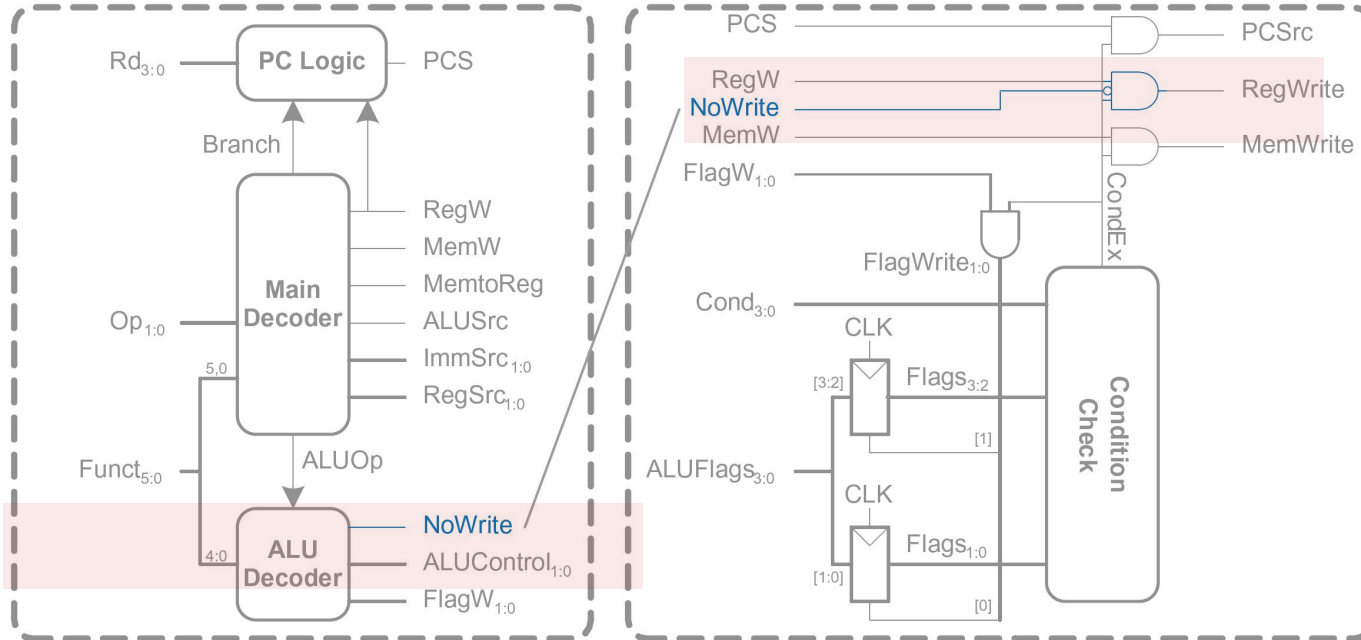 Rd3:0
PC Logic
PCS
Branch
RegW
MemW
MemtoReg
Main
Decoder
Op1:0
ALUSrc
ImmSrc1:0
5,0
RegSrc1:0
Funct5:0
ALUOp
NoWrite
4:0
ALU
Decoder
ALUControl1:0
FlagW1:0
PCS
PCSrc
RegW
RegWrite
NoWrite
MemW
MemWrite
FlagW1:0
CondEx
FlagWrite1:0
Cond3:0
CLK
[3:2]
Flags3:2
Condition
Check
[1]
ALUFlags3:0
CLK
Flags1:0
[1:0]
[0]